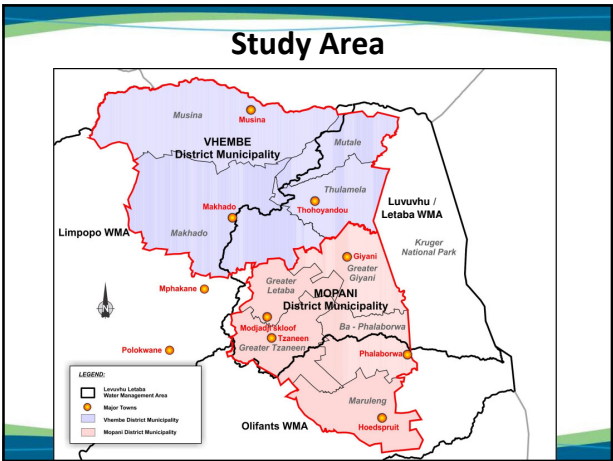 Study Area
Musina
Musina
VHEMBE
District Municipality
Mutale
Thulamela
Makhado
Thohoyandou
Luvuvhu /
Letaba WMA
Limpopo WMA
Makhado
Kruger
National Park
Giyani
Greater
Giyani
Greater
Letaba
Mphakane
MOPANI
District Municipality
Modjadji skloof
Ba - Phalaborwa
Tzaneen
Greater Tzaneen
Polokwane
Phalaborwa
N
Maruleng
Hoedspruit
Olifants WMA
LEGEND:
Levuvhu Letaba
Water Management Area
Major Towns
Vhembe District Municipality
Mopani District Municipality